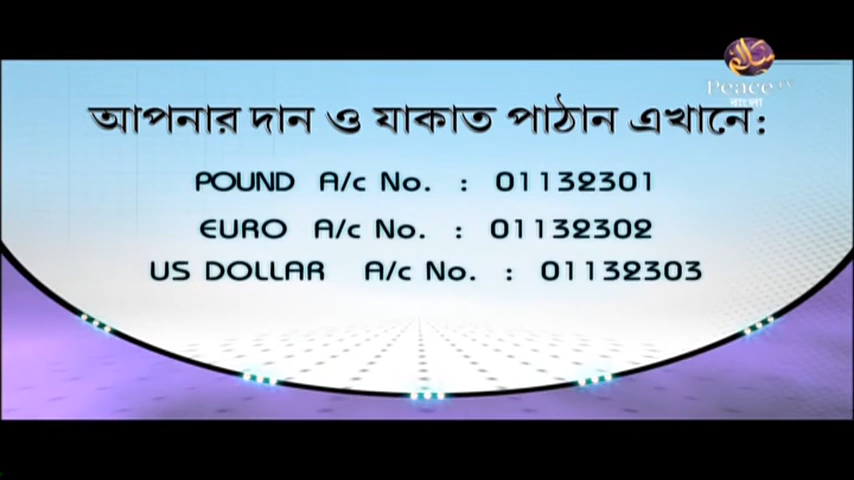 Peace TV
বাংলা
আপনার দান ও যাকাত পাঠান এখানে:
POUND A/c No. : 01132301
EURO A/c No. : 01132302
US DOLLAR A/c No. : 01132303